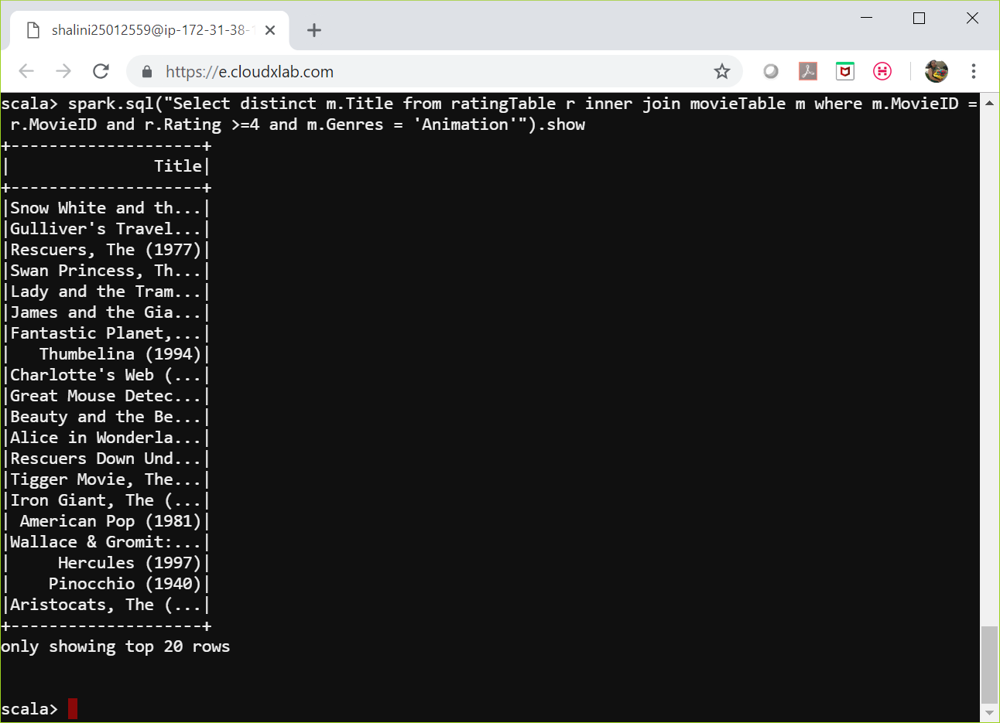 shalini25012559@ip-172-31-38-
https://e.cloudxlab.com
scala> spark.sql("Select distinct m.Title from ratingTable r inner join movieTable m where m.MovieID =
 r.MovieID and r.Rating >=4 and m.Genres = 'Animation'").show
+--------------------+
|               Title|
+--------------------+
|Snow White and th...|
|Gulliver's Travel...|
|Rescuers, The (1977)|
|Swan Princess, Th...|
|Lady and the Tram...|
|James and the Gia...|
|Fantastic Planet,...|
|   Thumbelina (1994)|
|Charlotte's Web (...|
|Great Mouse Detec...|
|Beauty and the Be...|
|Alice in Wonderla...|
|Rescuers Down Und...|
|Tigger Movie, The...|
|Iron Giant, The (...|
| American Pop (1981)|
|Wallace & Gromit:...|
|     Hercules (1997)|
|    Pinocchio (1940)|
|Aristocats, The (...|
+--------------------+
only showing top 20 rows
scala>